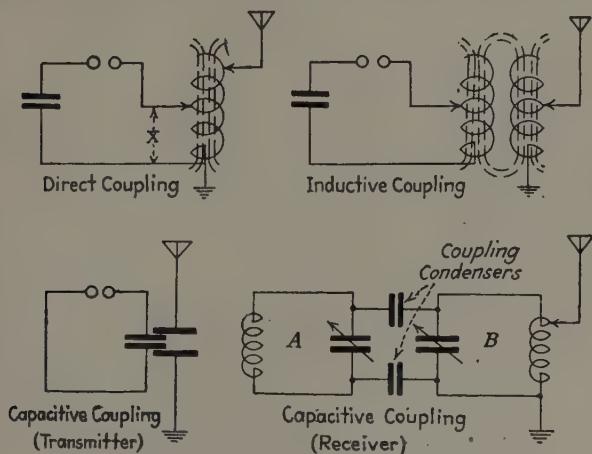 X
Direct Coupling
Inductive Coupling
Coupling
Condensers
A
B
Capacitive Coupling
(Transmitter)
Capacitive Coupling
(Receiver)